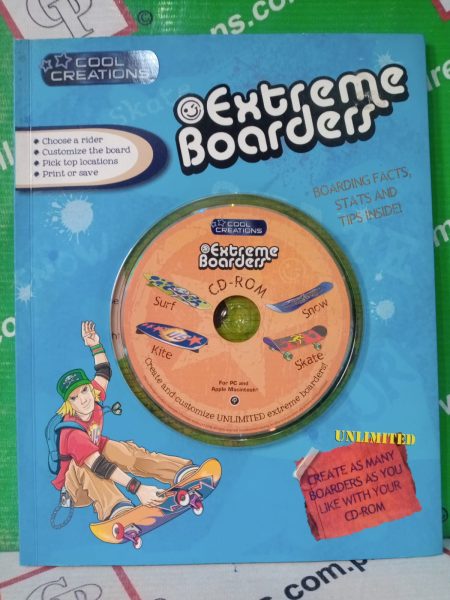 COOL
CREATIONS
Extreme
Boarders
• Choose a rider
• Customize the board
• Pick top locations
• Print or save
BOARDING FACTS,
STATS AND
TIPS INSIDE!
COOL
CREATIONS
Extreme
Boarders
CD-ROM
Surf
Snow
Kite
Skate
For PC and
Apple Macintosh
Create and customize UNLIMITED extreme boarders!
UNLIMITED
CREATE AS MANY
BOARDERS AS YOU
LIKE WITH YOUR
CD-ROM